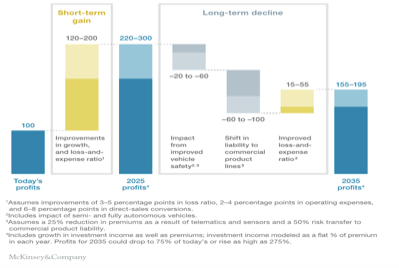 Short-term
gain
Long-term decline
120–200
220–300
–20 to –60
–60 to –100
15–55
155–195
100
Improvements
in growth,
and loss-and-
expense ratio¹
Impact
from
improved
vehicle
safety² ³
Shift in
liability to
commercial
product
lines³
Improved
loss-and-
expense
ratio³
Today's
profits
2025
profits⁴
2035
profits⁴
¹Assumes improvements of 3–5 percentage points in loss ratio, 2–4 percentage points in operating expenses,
and 6–8 percentage points in direct-sales conversions.
²Includes impact of semi- and fully autonomous vehicles.
³Assumes a 25% reduction in premiums as a result of telematics and sensors and a 50% risk transfer to
commercial product liability.
⁴Includes growth in investment income as well as premiums; investment income modeled as a flat % of premium
in each year. Profits for 2035 could drop to 75% of today's or rise as high as 275%.
McKinsey&Company